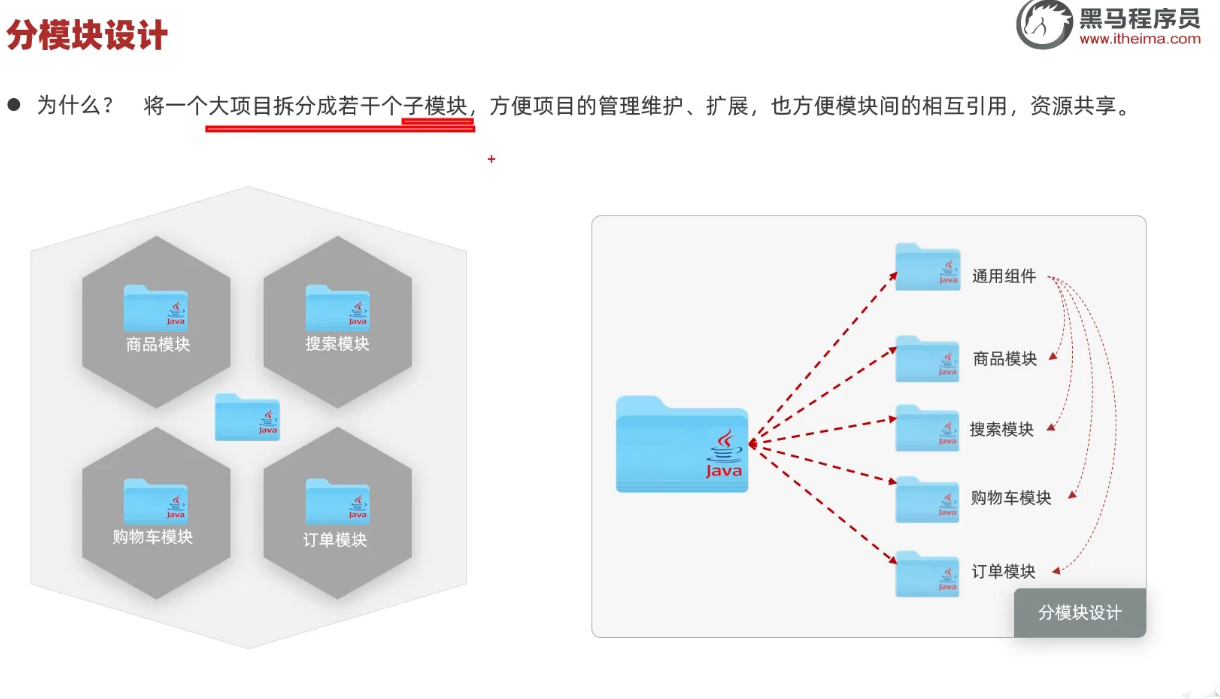 分模块设计
黑马程序员
www.itheima.com
为什么? 将一个大项目拆分成若干个子模块，方便项目的管理维护、扩展，也方便模块间的相互引用，资源共享。
Java
商品模块
Java
搜索模块
Java
Java
购物车模块
Java
订单模块
Java
Java
通用组件
Java
商品模块
Java
搜索模块
Java
购物车模块
Java
订单模块
分模块设计